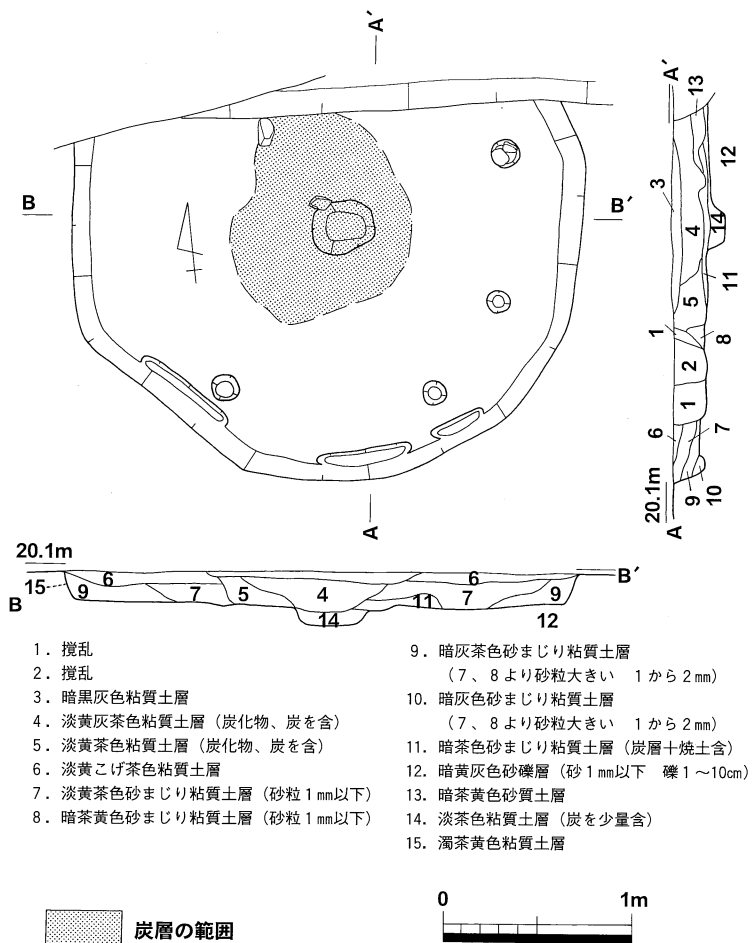 A´
A´
13
12
B
B´
3
4
14
11
5
1
8
2
1
7
6
9
10
20.1m
A
A
20.1m
B´
15
9
6
7
5
4
11
7
6
9
B
14
12
1．撹乱
2．撹乱
3．暗黒灰色粘質土層
4．淡黄灰茶色粘質土層（炭化物、炭を含）
5．淡黄茶色粘質土層（炭化物、炭を含）
6．淡黄こげ茶色粘質土層
7．淡黄茶色砂まじり粘質土層（砂粒１㎜以下）
8．暗茶黄色砂まじり粘質土層（砂粒１㎜以下）
9．暗灰茶色砂まじり粘質土層
（７、８より砂粒大きい　１から２㎜）
10．暗灰色砂まじり粘質土層
（７、８より砂粒大きい　１から２㎜）
11．暗茶色砂まじり粘質土層（炭層＋焼土含）
12．暗黄灰色砂礫層（砂１㎜以下　礫１～10㎝）
13．暗茶黄色砂質土層
14．淡茶色粘質土層（炭を少量含）
15．濁茶黄色粘質土層
炭層の範囲
0
1m